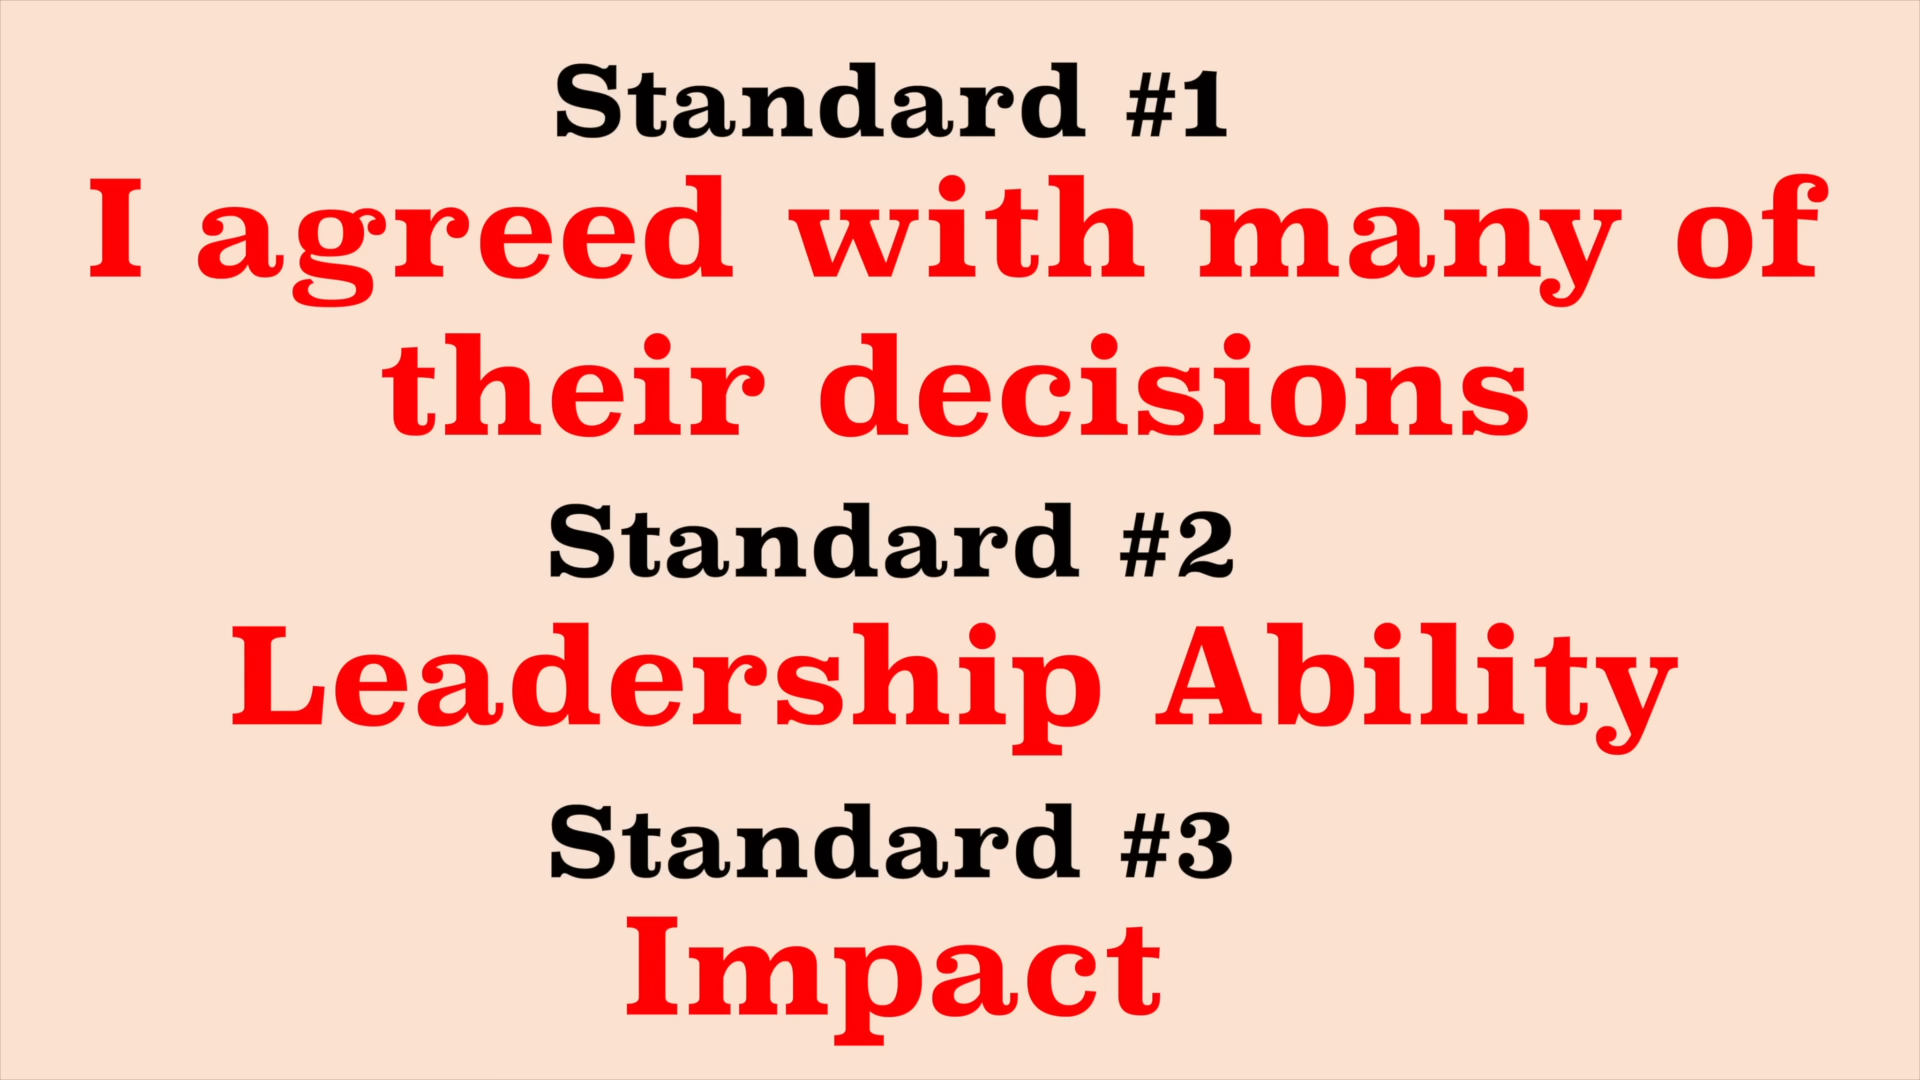 Standard #1
I agreed with many of
their decisions
Standard #2
Leadership Ability
Standard #3
Impact